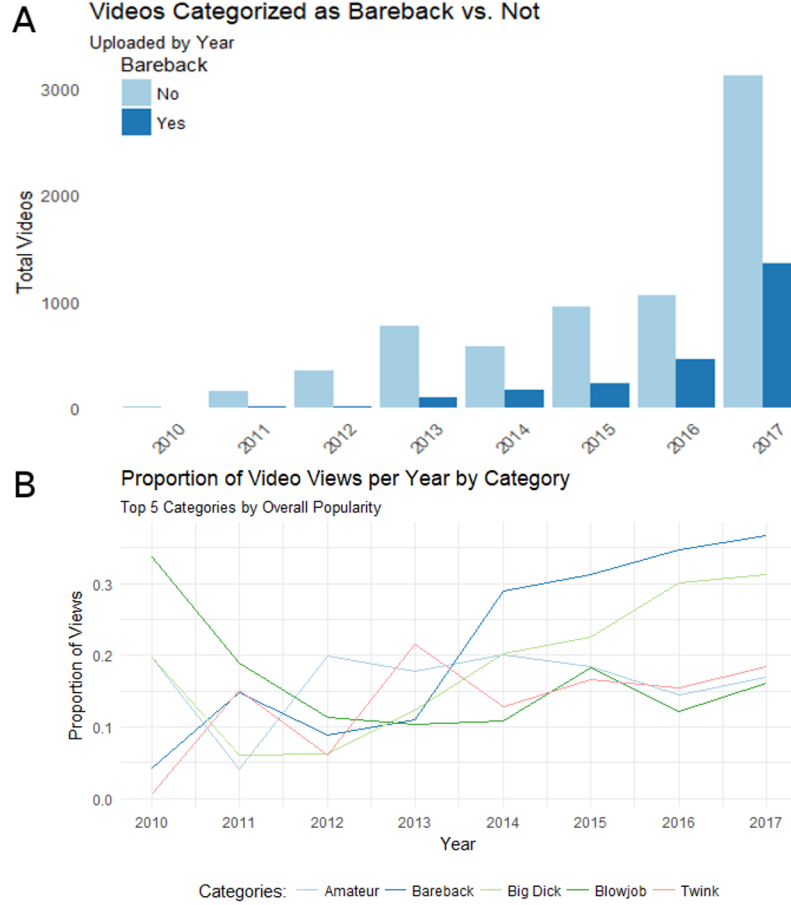 A
Videos Categorized as Bareback vs. Not
Uploaded by Year
Bareback
No
Yes
Total Videos
3000
2000
1000
0
2010 2011 2012 2013 2014 2015 2016 2017
B
Proportion of Video Views per Year by Category
Top 5 Categories by Overall Popularity
Proportion of Views
0.3
0.2
0.1
0.0
2010 2011 2012 2013 2014 2015 2016 2017
Year
Categories: Amateur Bareback Big Dick Blowjob Twink